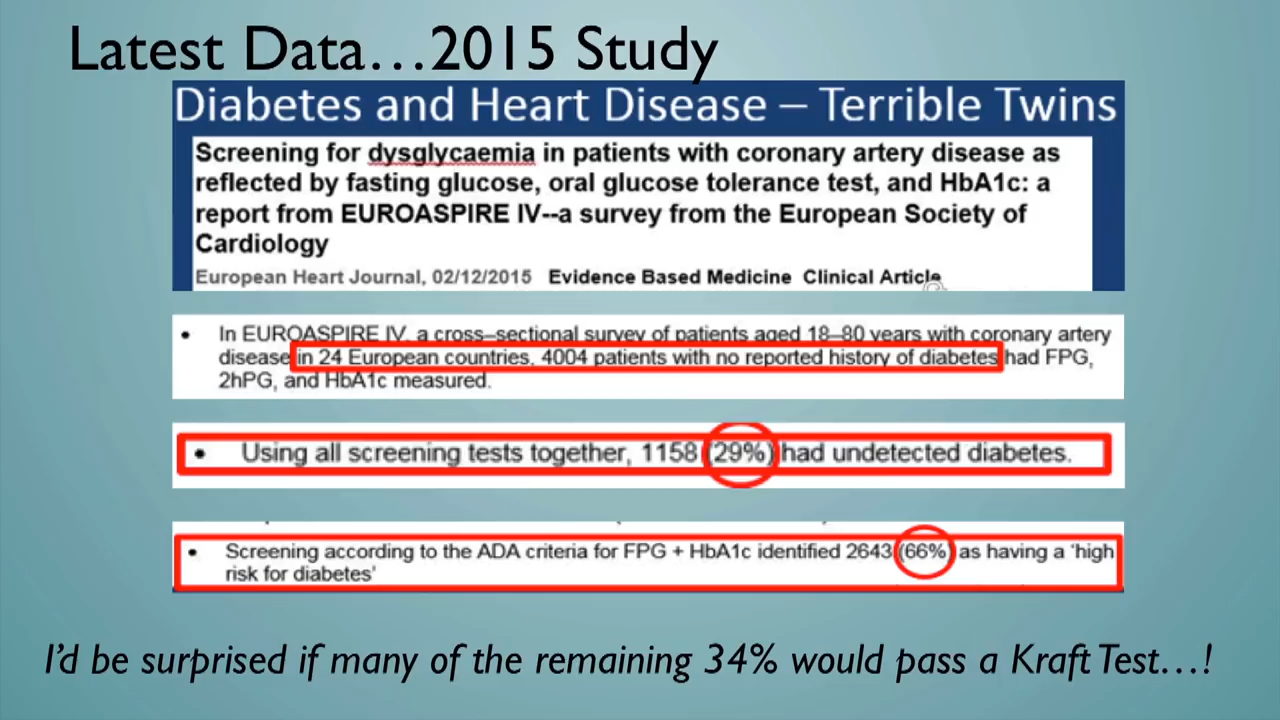 Latest Data…2015 Study
Diabetes and Heart Disease – Terrible Twins
Screening for dysglycaemia in patients with coronary artery disease as
reflected by fasting glucose, oral glucose tolerance test, and HbA1c: a
report from EUROASPIRE IV--a survey from the European Society of
Cardiology
European Heart Journal, 02/12/2015 Evidence Based Medicine Clinical Article
• In EUROASPIRE IV, a cross–sectional survey of patients aged 18–80 years with coronary artery
disease in 24 European countries, 4004 patients with no reported history of diabetes had FPG,
2hPG, and HbA1c measured.
• Using all screening tests together, 1158 (29%) had undetected diabetes.
• Screening according to the ADA criteria for FPG + HbA1c identified 2643 (66%) as having a ‘high
risk for diabetes’
I’d be surprised if many of the remaining 34% would pass a Kraft Test…!